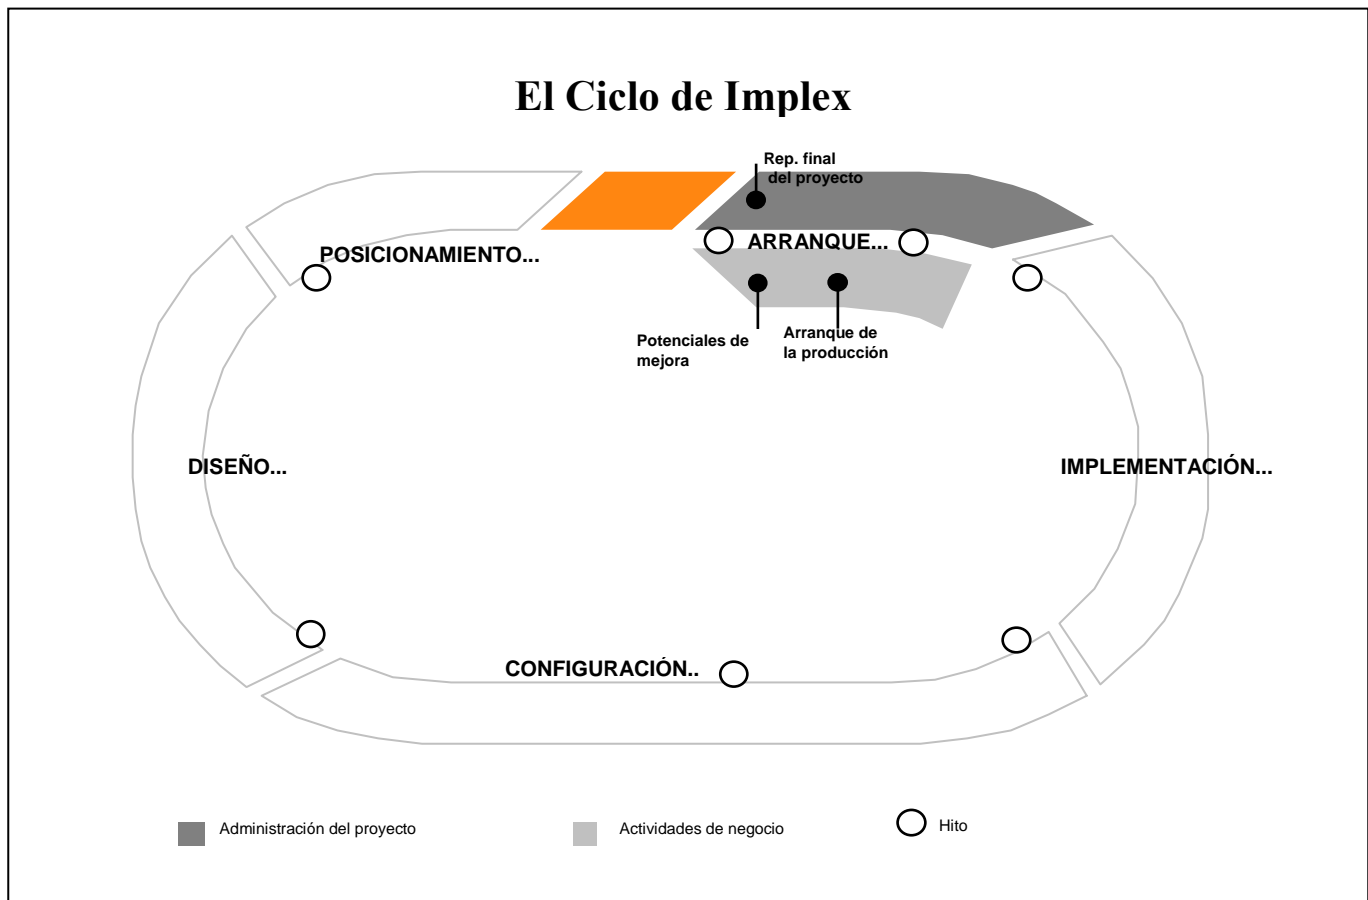 El Ciclo de Implex
Rep. final
del proyecto
ARRANQUE...
POSICIONAMIENTO...
Potenciales de
mejora
Arranque de
la producción
DISEÑO...
IMPLEMENTACIÓN...
CONFIGURACIÓN..
Administración del proyecto
Actividades de negocio
Hito